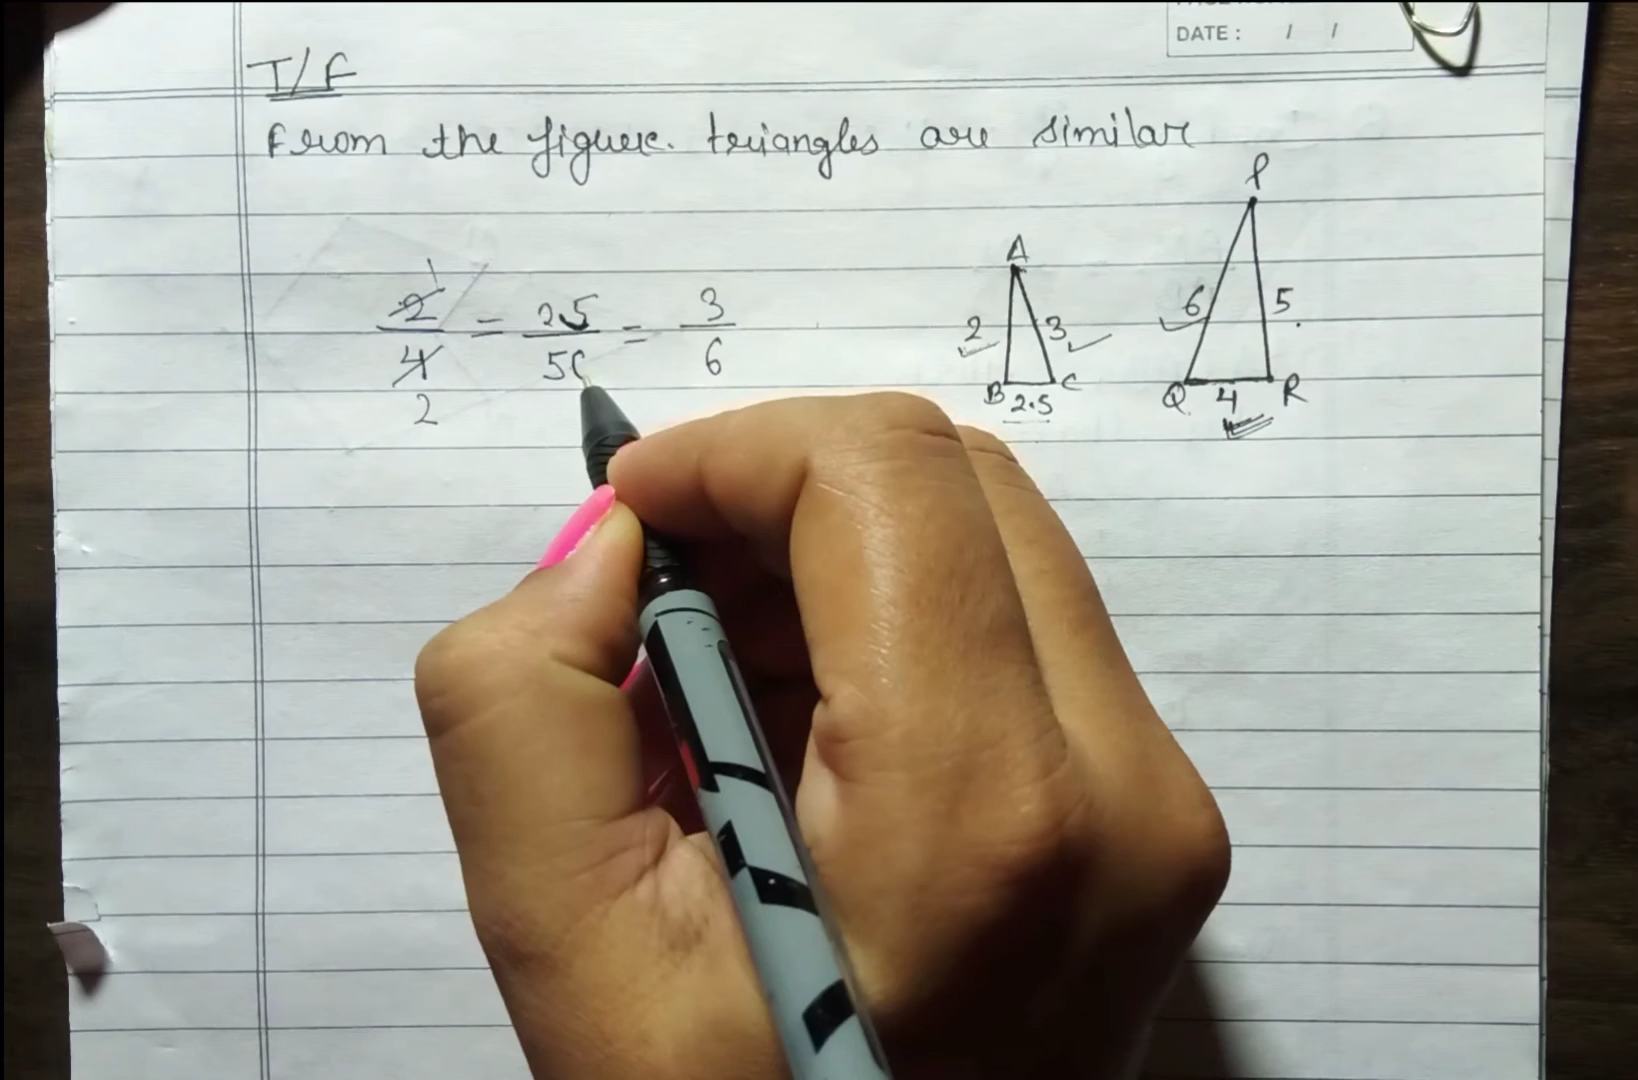 DATE : / /
T/F
From the figure. triangles are similar
2/4 = 25/50 = 3/6
1
2
A
2
3
B
C
2.5
P
6
5
Q
4
R